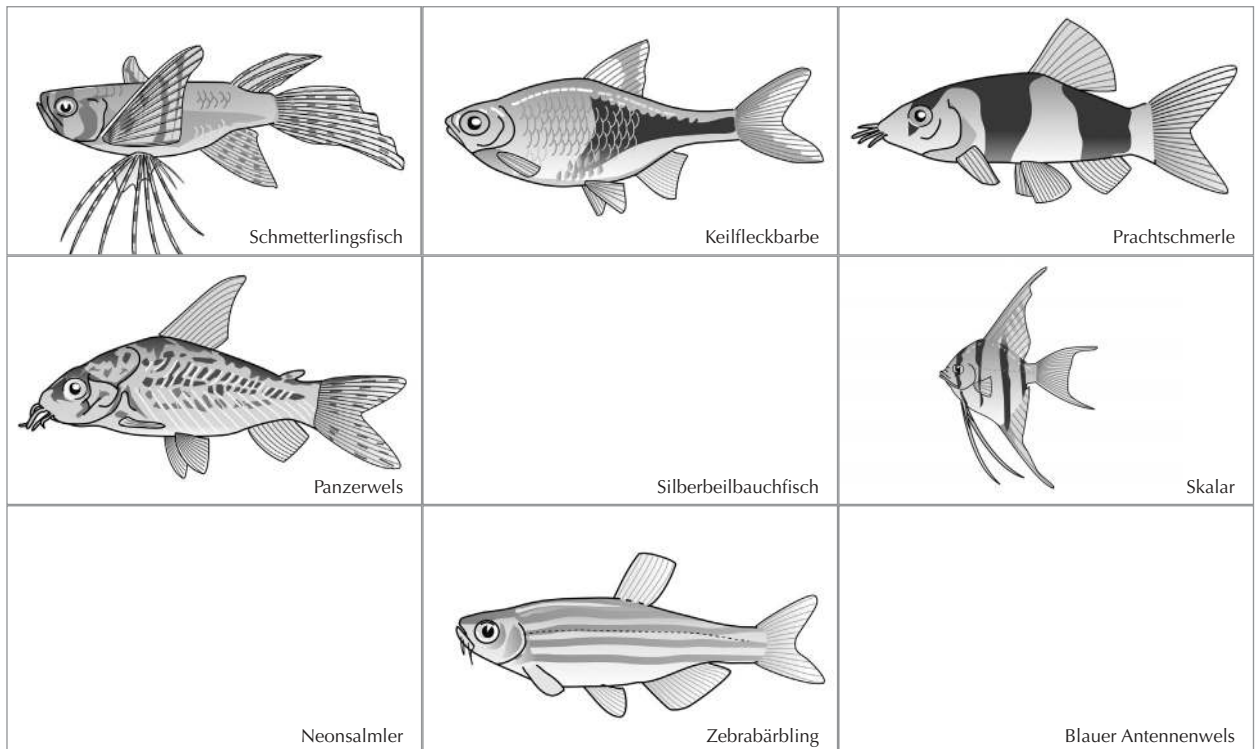 Schmetterlingsfisch
Keilfleckbarbe
Prachtschmerle
Panzerwels
Silberbeilbauchfisch
Skalar
Neonsalmler
Zebrabärbling
Blauer Antennenwels